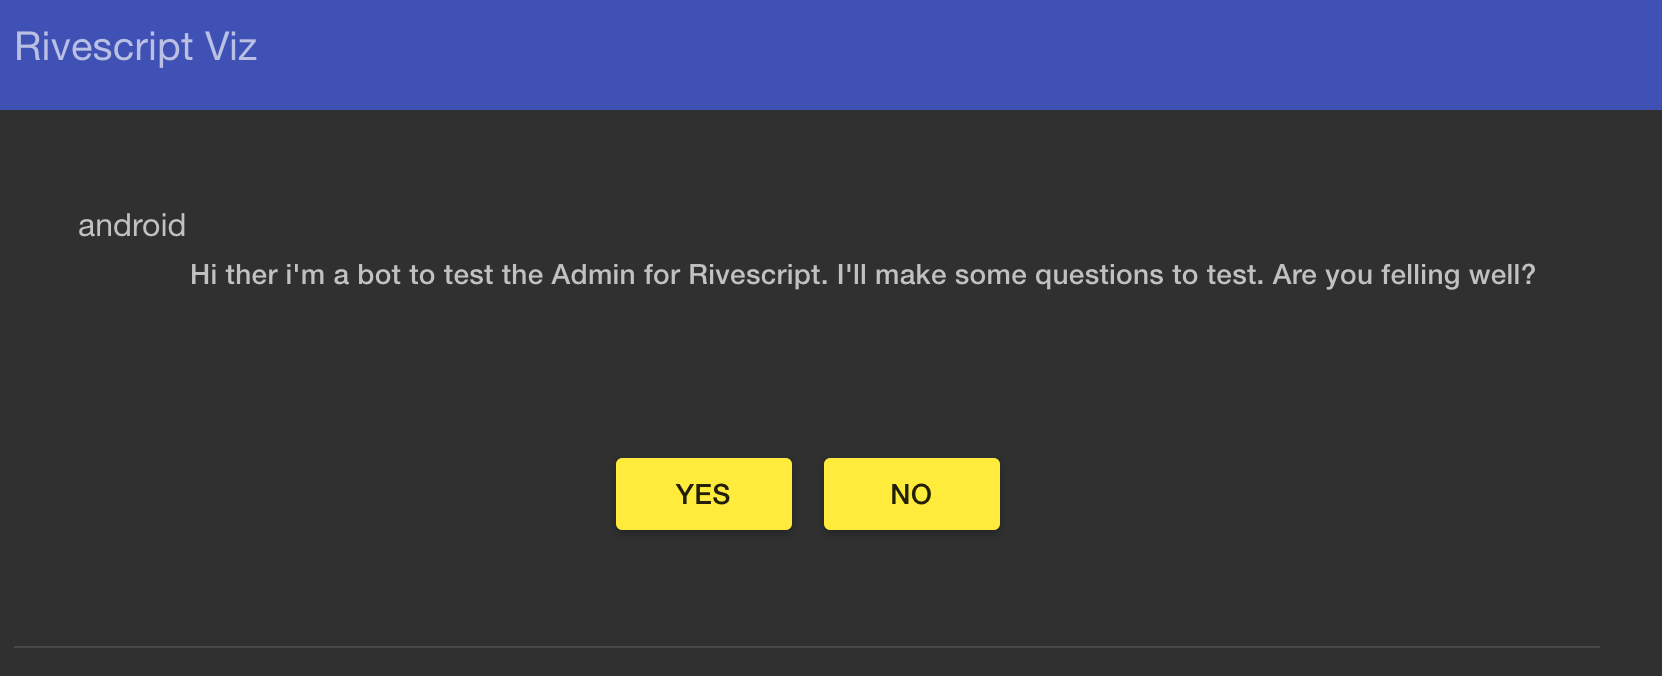 Rivescript Viz
android
Hi ther i'm a bot to test the Admin for Rivescript. I'll make some questions to test. Are you felling well?
YES
NO